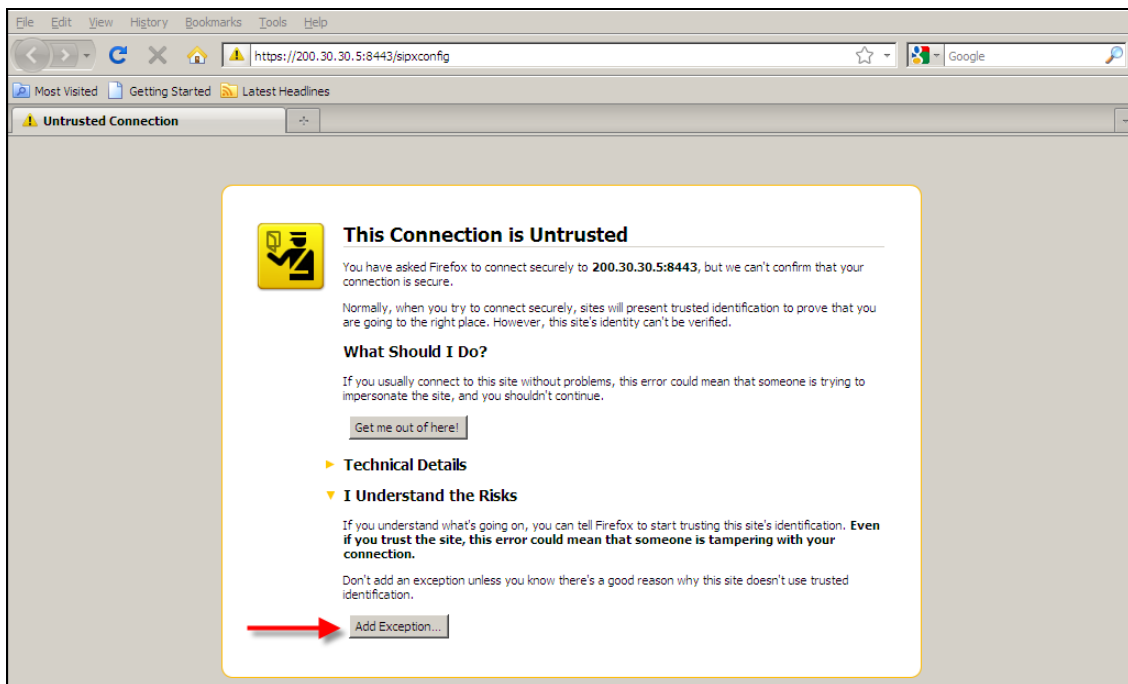 File Edit View History Bookmarks Tools Help
https://200.30.30.5:8443/sipxconfig
Google
Most Visited Getting Started Latest Headlines
Untrusted Connection
This Connection is Untrusted
You have asked Firefox to connect securely to 200.30.30.5:8443, but we can't confirm that your
connection is secure.
Normally, when you try to connect securely, sites will present trusted identification to prove that you
are going to the right place. However, this site's identity can't be verified.
What Should I Do?
If you usually connect to this site without problems, this error could mean that someone is trying to
impersonate the site, and you shouldn't continue.
Get me out of here!
Technical Details
I Understand the Risks
If you understand what's going on, you can tell Firefox to start trusting this site's identification. Even
if you trust the site, this error could mean that someone is tampering with your
connection.
Don't add an exception unless you know there's a good reason why this site doesn't use trusted
identification.
Add Exception...